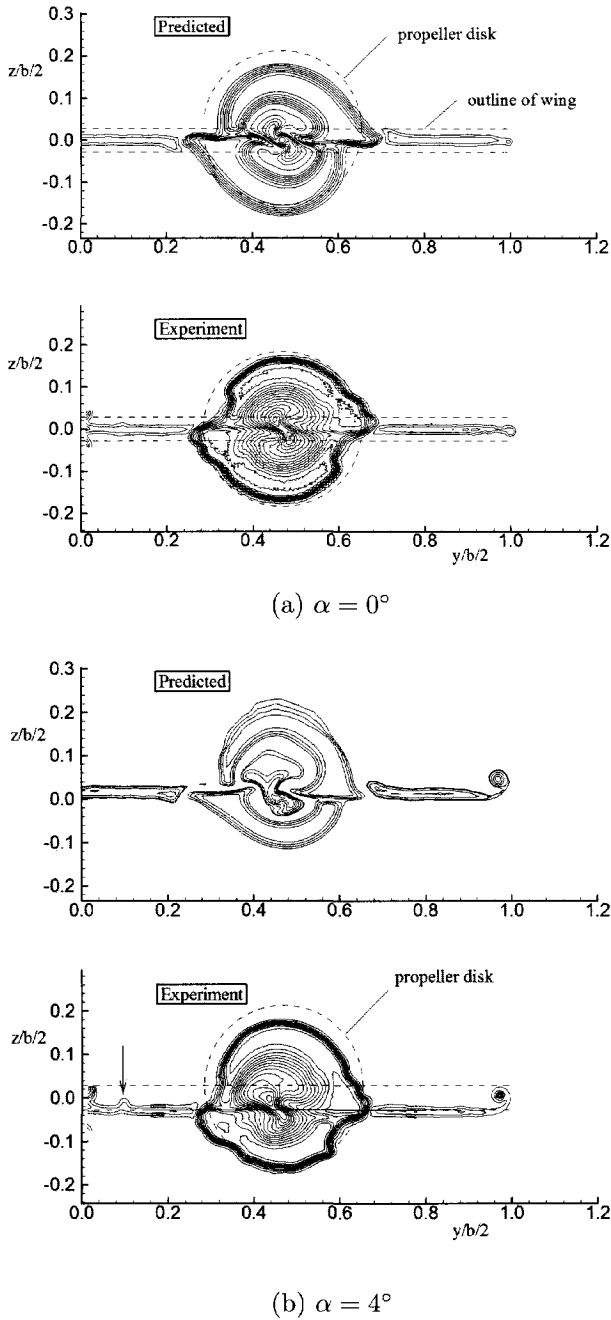 0.3
Predicted
propeller disk
0.2
z/b/2
0.1
outline of wing
0.0
-0.1
-0.2
0.0 0.2 0.4 0.6 0.8 1.0 1.2
Experiment
z/b/2
0.2
0.1
0.0
-0.1
-0.2
0.0 0.2 0.4 0.6 0.8 1.0 1.2
y/b/2
(a) α = 0°
0.3
Predicted
0.2
z/b/2
0.1
0.0
-0.1
-0.2
0.0 0.2 0.4 0.6 0.8 1.0 1.2
propeller disk
Experiment
z/b/2
0.2
0.1
0.0
-0.1
-0.2
0.0 0.2 0.4 0.6 0.8 1.0 1.2
y/b/2
(b) α = 4°